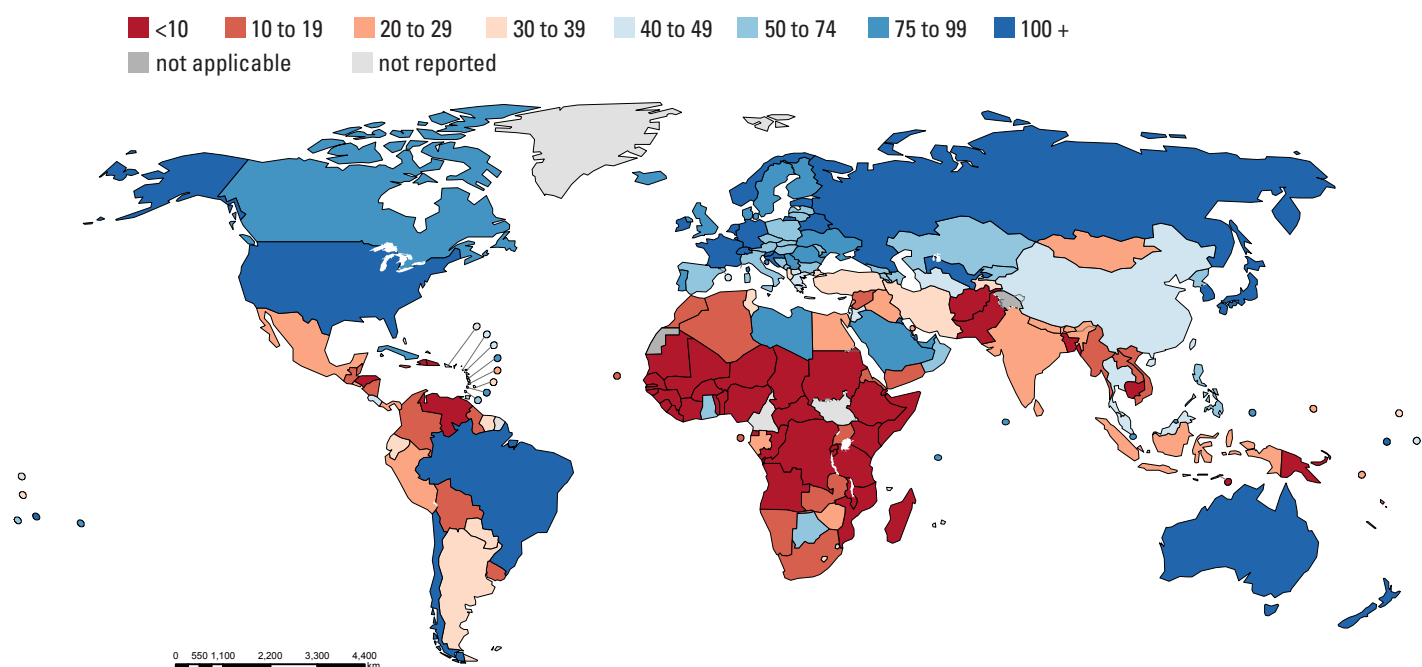 <10 10 to 19 20 to 29 30 to 39 40 to 49 50 to 74 75 to 99 100 +
not applicable not reported
0 550 1,100 2,200 3,300 4,400
km